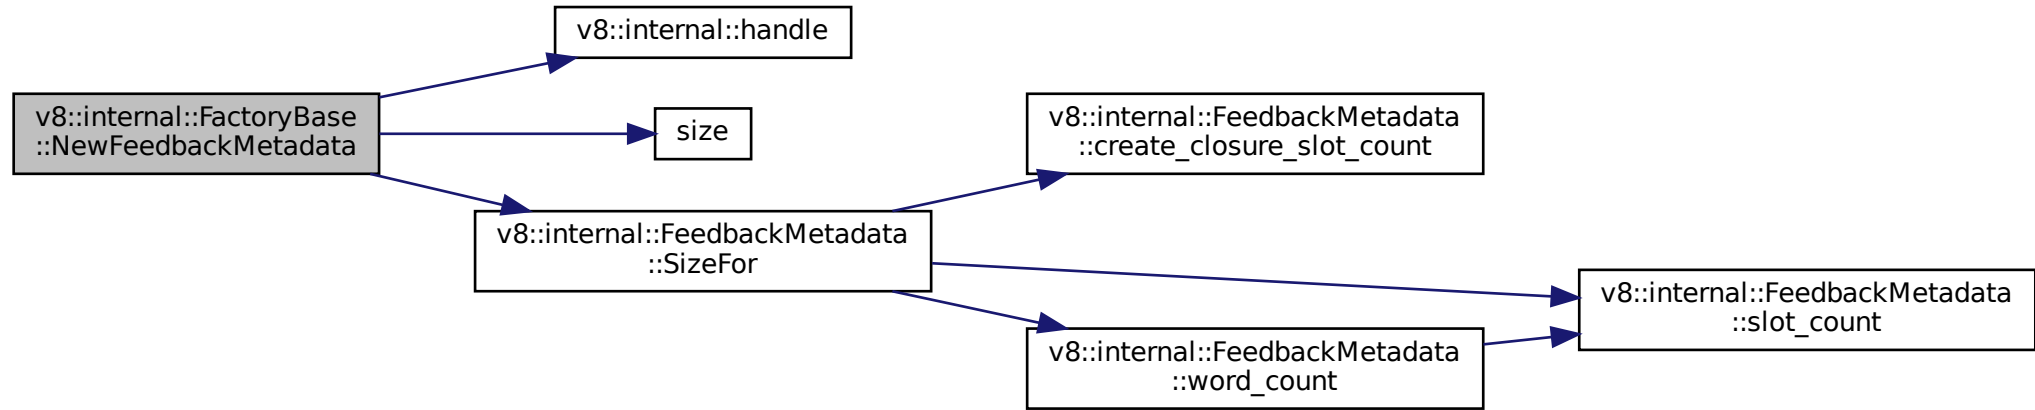 v8::internal::FactoryBase
::NewFeedbackMetadata
v8::internal::handle
size
v8::internal::FeedbackMetadata
::SizeFor
v8::internal::FeedbackMetadata
::create_closure_slot_count
v8::internal::FeedbackMetadata
::word_count
v8::internal::FeedbackMetadata
::slot_count